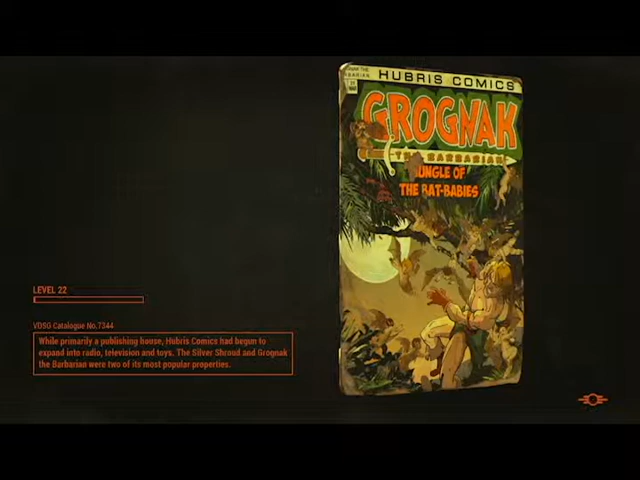 HUBRIS COMICS
GROGNAK
THE BARBARIAN
JUNGLE OF
THE BAT-BABIES
LEVEL 22
VDSG Catalogue No.7344
While primarily a publishing house, Hubris Comics had begun to
expand into radio, television and toys. The Silver Shroud and Grognak
the Barbarian were two of its most popular properties.